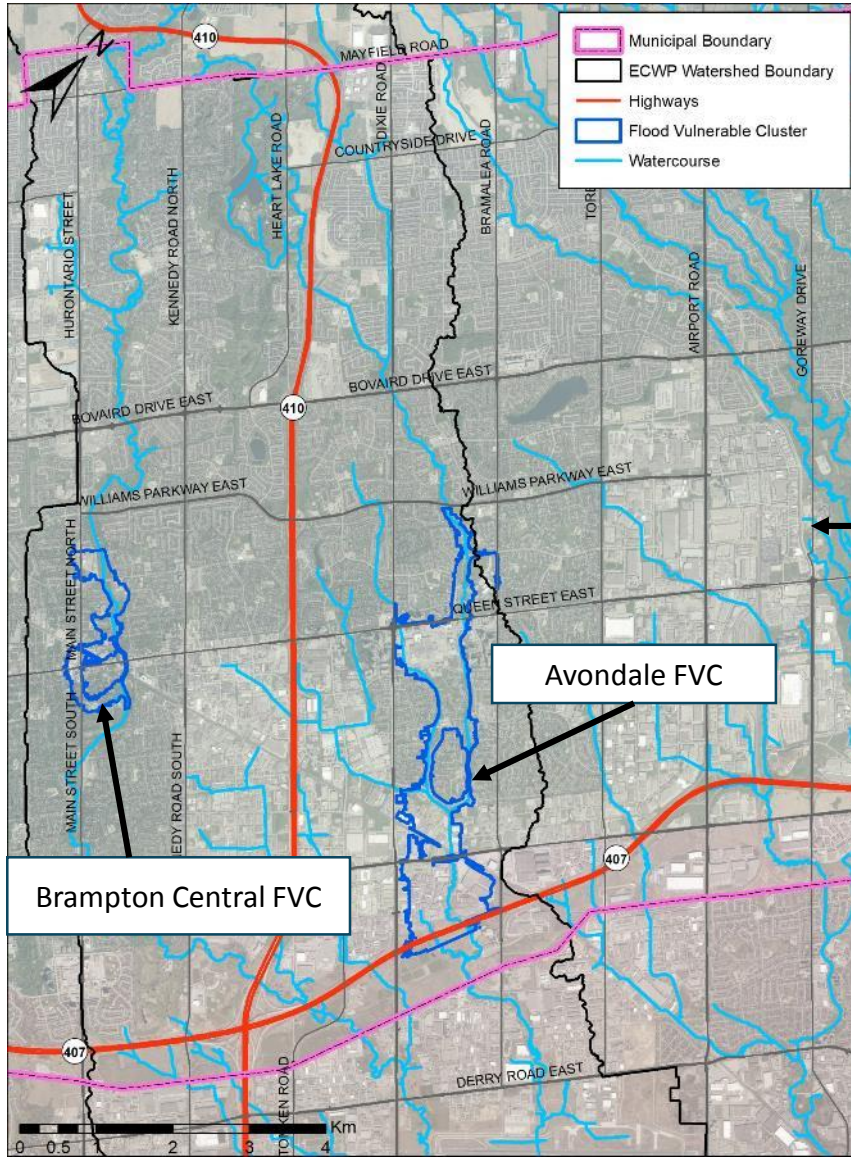 410
N
MAYFIELD ROAD
DIXIE ROAD
COUNTRYSIDE DRIVE
HEART LAKE ROAD
KENNEDY ROAD NORTH
HURONTARIO STREET
BRAMALEA ROAD
TORB
AIRPORT ROAD
GOREWAY DRIVE
Municipal Boundary
ECWP Watershed Boundary
Highways
Flood Vulnerable Cluster
Watercourse
BOVAIRD DRIVE EAST
BOVAIRD DRIVE EAST
410
WILLIAMS PARKWAY EAST
WILLIAMS PARKWAY EAST
MAIN STREET NORTH
QUEEN STREET EAST
Avondale FVC
MAIN STREET SOUTH
NEDY ROAD SOUTH
Brampton Central FVC
407
407
TOMKEN ROAD
DERRY ROAD EAST
Km
0 0.5 1 2 3 4